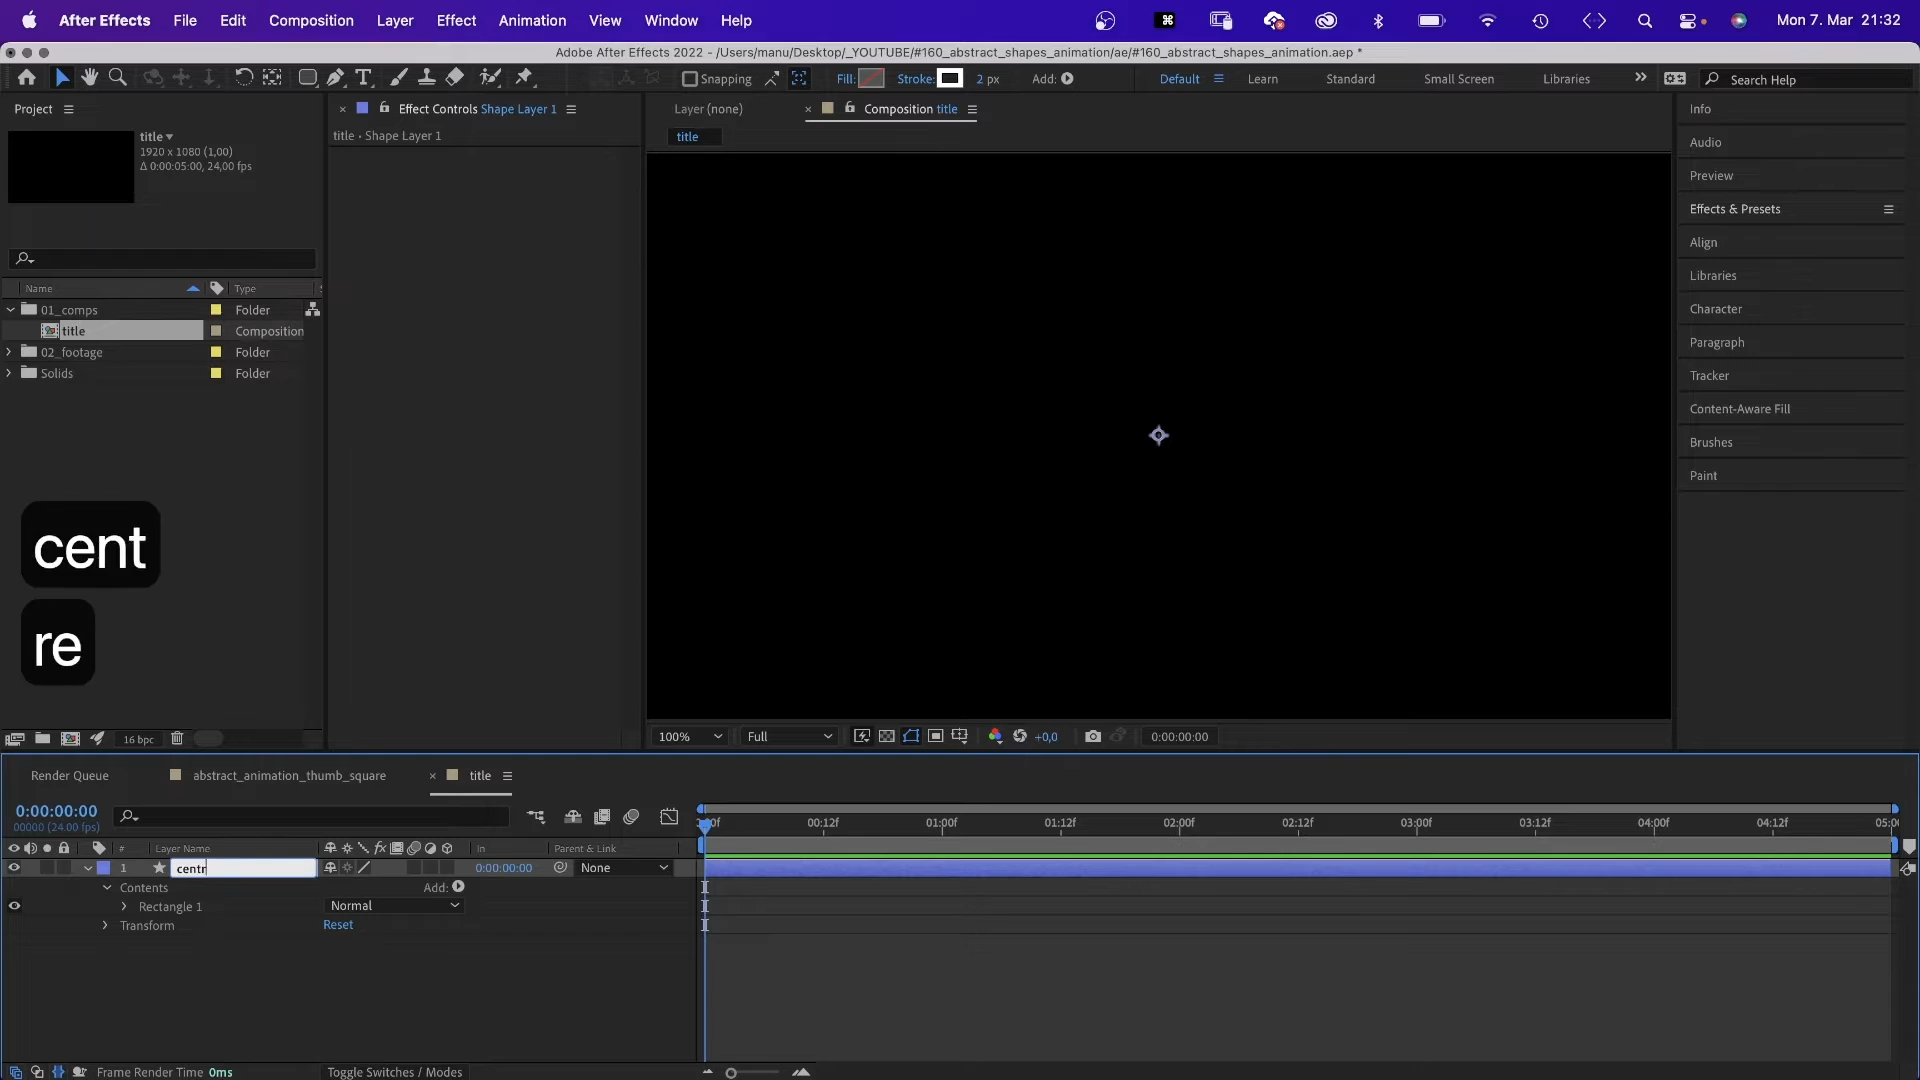 After Effects File Edit Composition Layer Effect Animation View Window Help Mon 7. Mar 21:32
Adobe After Effects 2022 - /Users/manu/Desktop/_YOUTUBE/#160_abstract_shapes_animation/ae/#160_abstract_shapes_animation.aep *
Snapping Fill: Stroke: 2 px Add: Default Learn Standard Small Screen Libraries Search Help
Project Effect Controls Shape Layer 1 Layer (none) Composition title Info
title
1920 x 1080 (1,00)
Δ 0:00:05:00, 24,00 fps
title • Shape Layer 1
title
Audio
Preview
Effects & Presets
Align
Libraries
Character
Paragraph
Tracker
Content-Aware Fill
Brushes
Paint
Name Type
01_comps Folder
title Composition
02_footage Folder
Solids Folder
cent
re
16 bpc
100% Full +0,0 0:00:00:00
Render Queue abstract_animation_thumb_square title
0:00:00:00
00000 (24.00 fps)
:00f 00:12f 01:00f 01:12f 02:00f 02:12f 03:00f 03:12f 04:00f 04:12f 05:00
# Layer Name In Parent & Link
1 centr 0:00:00:00 None
Contents Add:
Rectangle 1 Normal
Transform Reset
Frame Render Time 0ms Toggle Switches / Modes